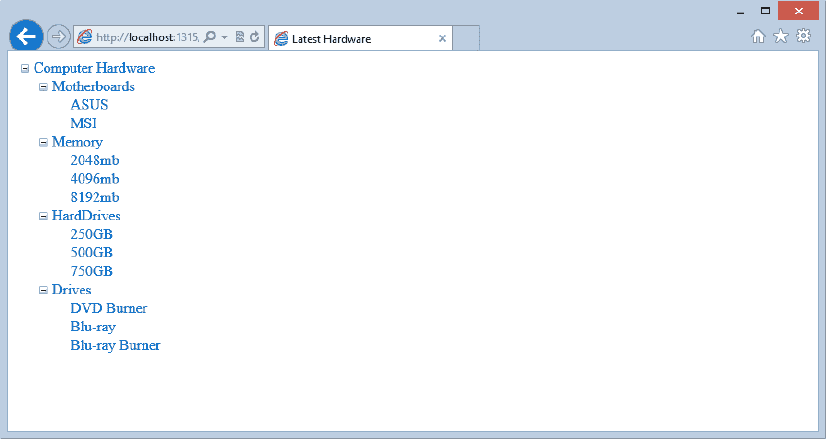 http://localhost:1315,
Latest Hardware
Computer Hardware
Motherboards
ASUS
MSI
Memory
2048mb
4096mb
8192mb
HardDrives
250GB
500GB
750GB
Drives
DVD Burner
Blu-ray
Blu-ray Burner